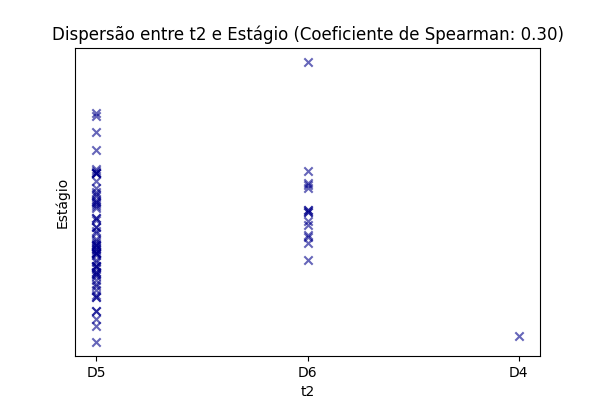 Dispersão entre t2 e Estágio (Coeficiente de Spearman: 0.30)
Estágio
D5 D6 D4
t2